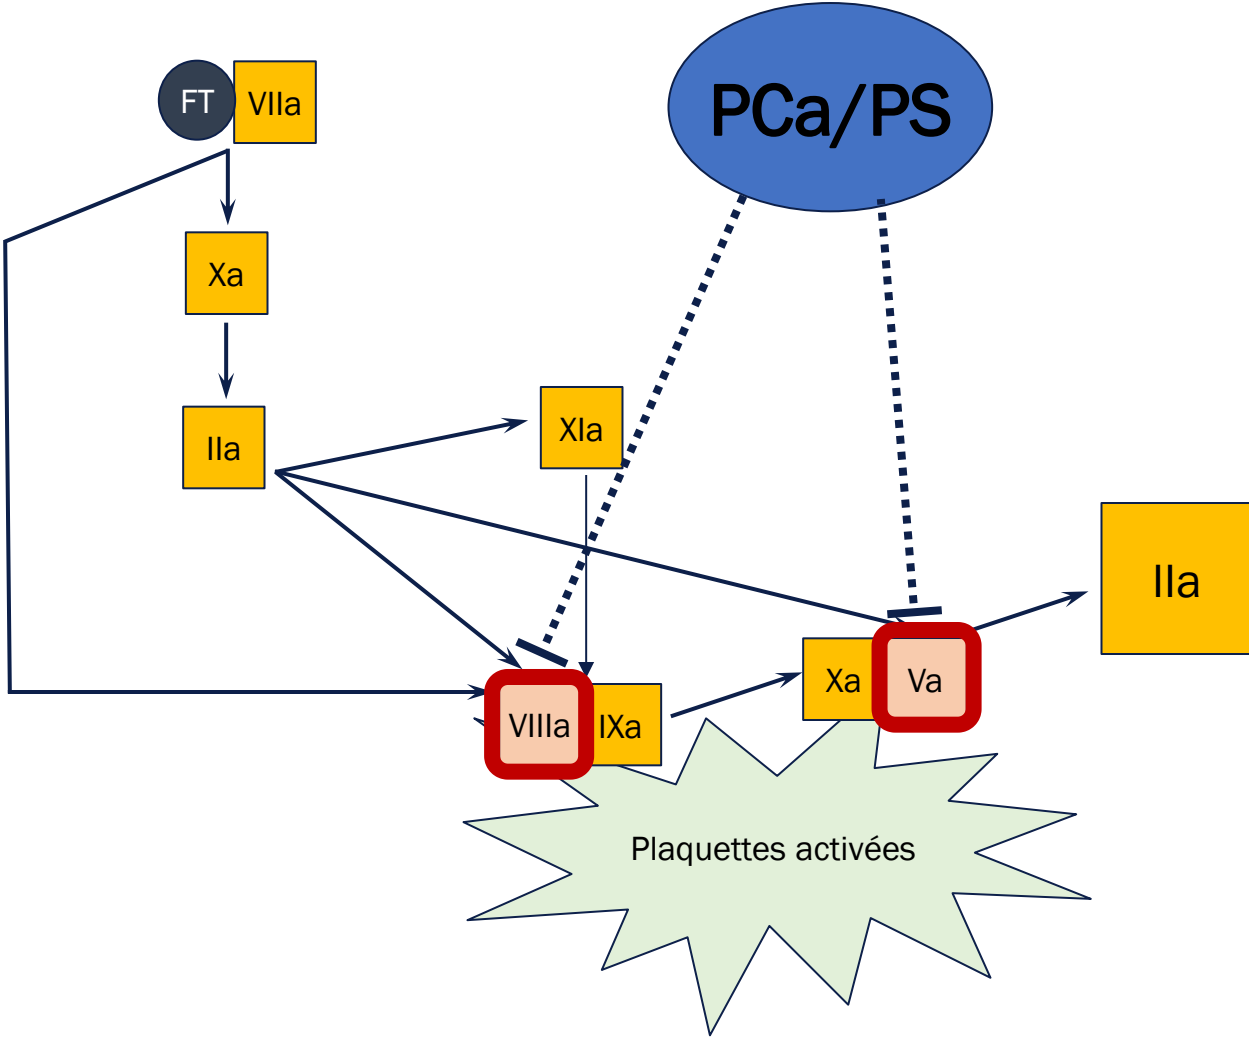 PCa/PS
FT
VIIa
Xa
IIa
XIa
IIa
Xa
Va
VIIIa
IXa
Plaquettes activées